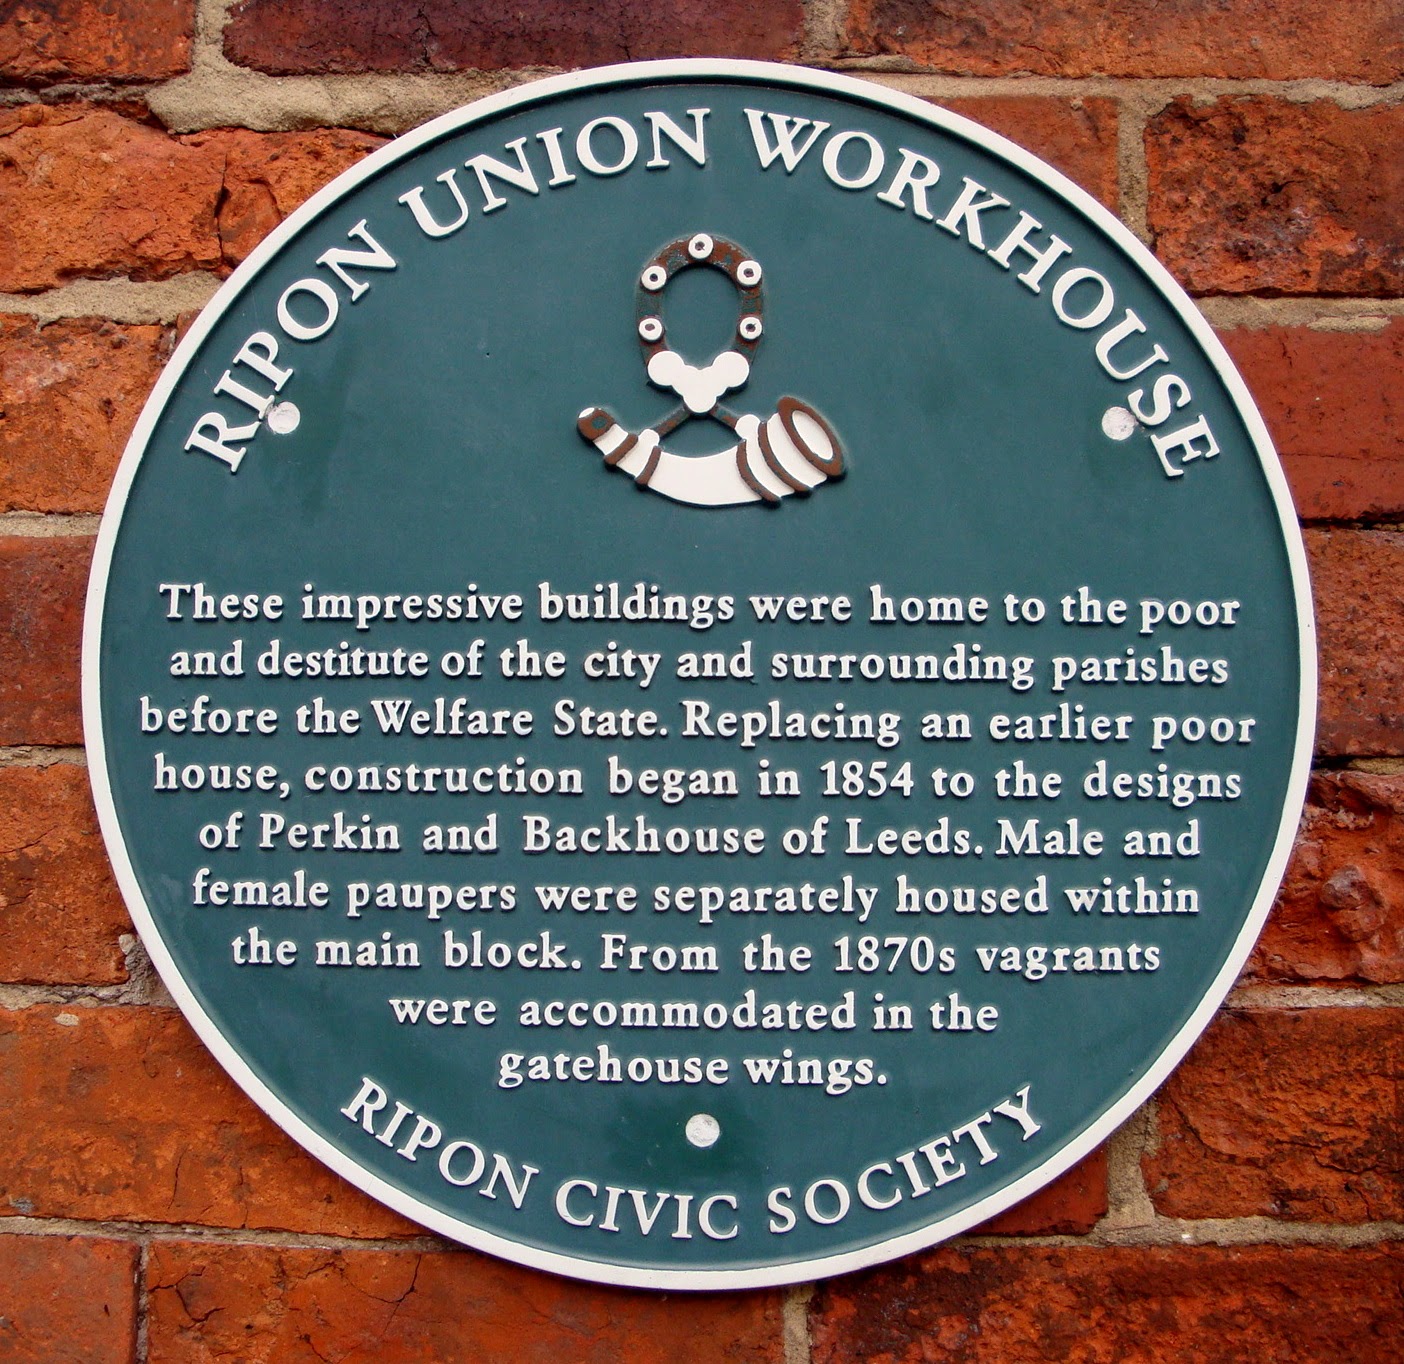 RIPON UNION WORKHOUSE
These impressive buildings were home to the poor
and destitute of the city and surrounding parishes
before the Welfare State. Replacing an earlier poor
house, construction began in 1854 to the designs
of Perkin and Backhouse of Leeds. Male and
female paupers were separately housed within
the main block. From the 1870s vagrants
were accommodated in the
gatehouse wings.
RIPON CIVIC SOCIETY